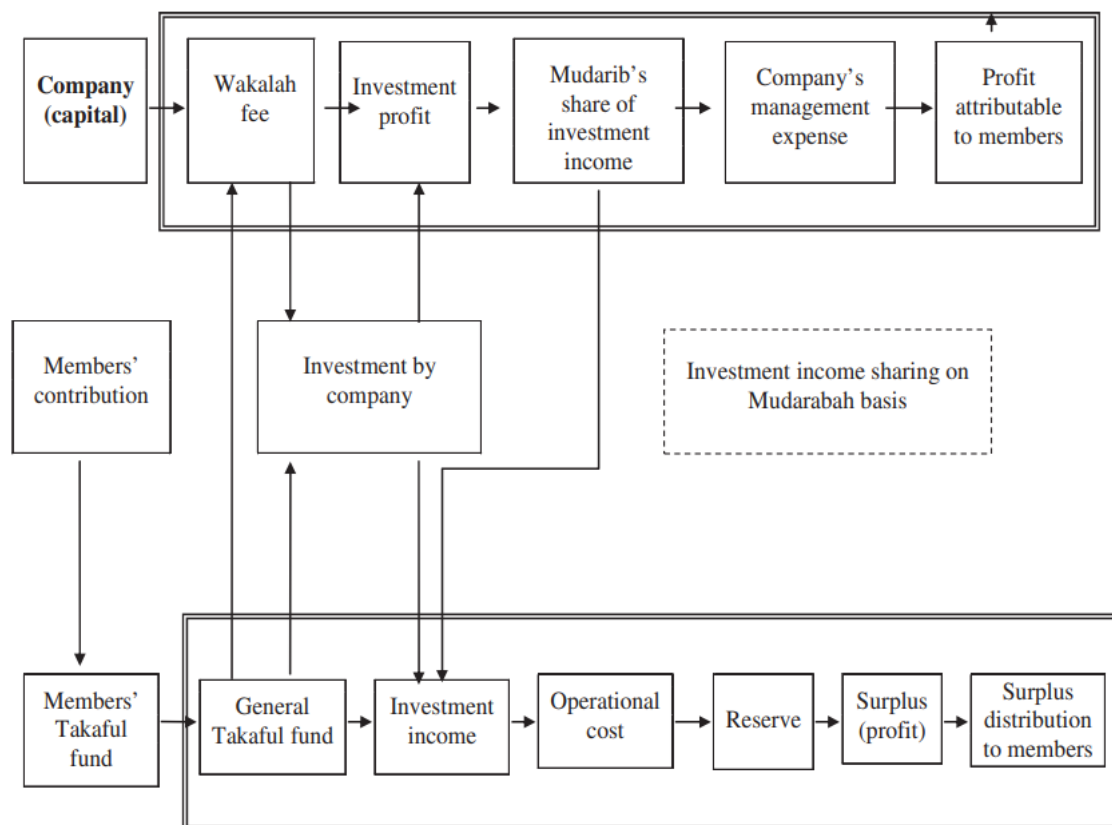 Company
(capital)
Wakalah
fee
Investment
profit
Mudarib’s
share of
investment
income
Company’s
management
expense
Profit
attributable
to members
Members’
contribution
Investment by
company
Investment income sharing on
Mudarabah basis
Members’
Takaful
fund
General
Takaful fund
Investment
income
Operational
cost
Reserve
Surplus
(profit)
Surplus
distribution
to members